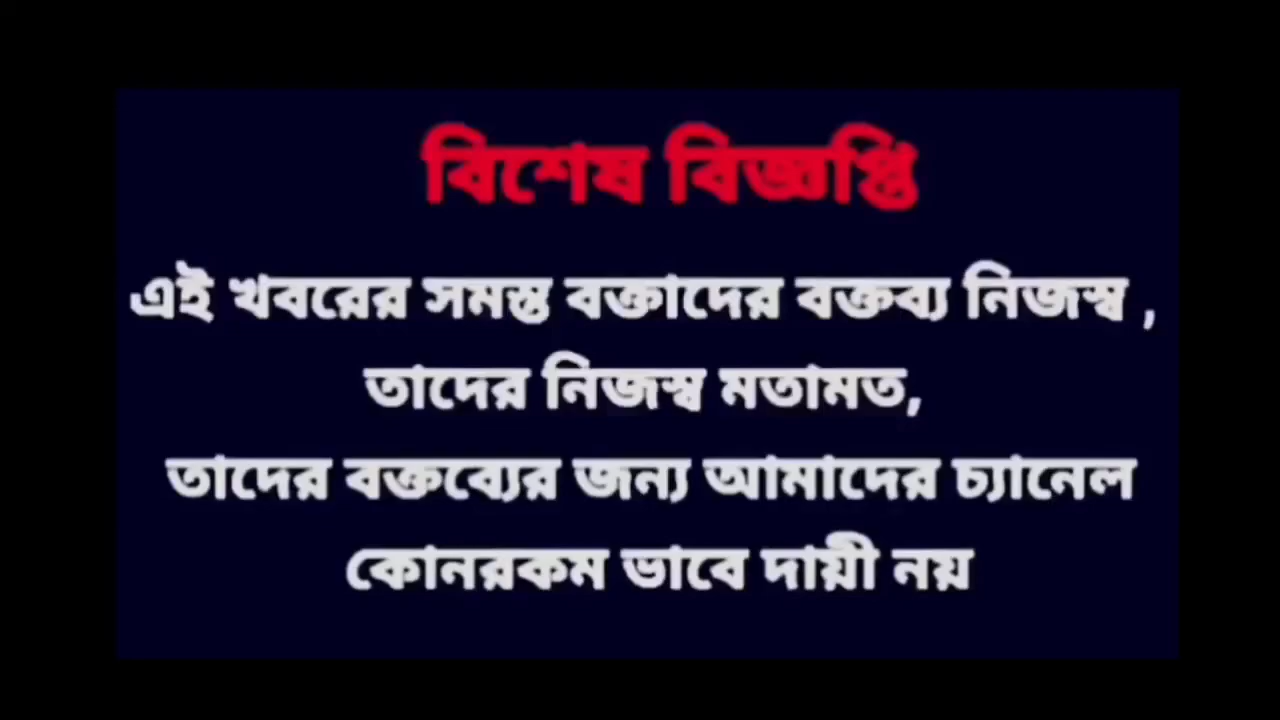 বিশেষ বিজ্ঞপ্তি
এই খবরের সমস্ত বক্তাদের বক্তব্য নিজস্ব ,
তাদের নিজস্ব মতামত,
তাদের বক্তব্যের জন্য আমাদের চ্যানেল
কোনরকম ভাবে দায়ী নয়